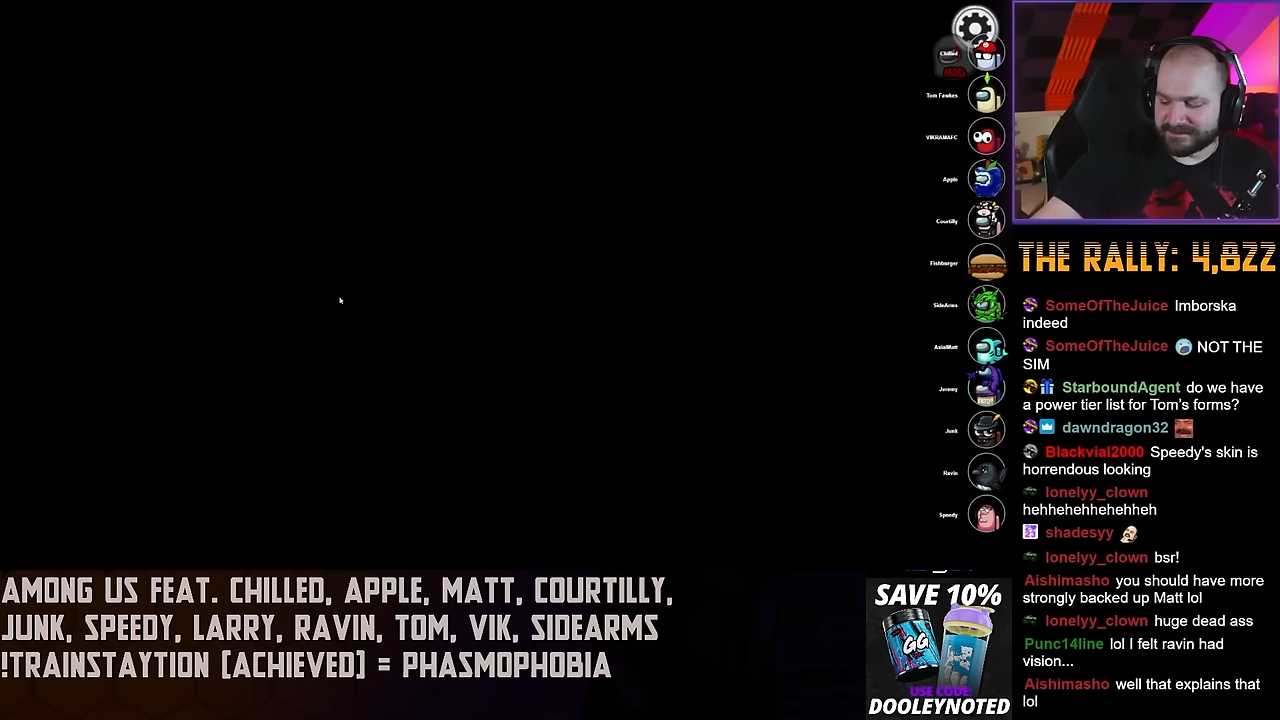 Chilled
MOD
Tom Fawkes
VIKRAMAFC
Apple
Courtilly
Fishburger
SideArms
AxialMatt
Jeremy
Junk
Ravin
Speedy
THE RALLY: 4,822
SomeOfTheJuice Imborska
indeed
SomeOfTheJuice NOT THE
SIM
StarboundAgent do we have
a power tier list for Tom's forms?
dawndragon32
Blackvial2000 Speedy's skin is
horrendous looking
lonelyy_clown
hehhehehhehehheh
shadesyy
lonelyy_clown bsr!
Aishimasho you should have more
strongly backed up Matt lol
lonelyy_clown huge dead ass
Punc14line lol I felt ravin had
vision...
Aishimasho well that explains that
lol
AMONG US FEAT. CHILLED, APPLE, MATT, COURTILLY,
JUNK, SPEEDY, LARRY, RAVIN, TOM, VIK, SIDEARMS
!TRAINSTAYTION [ACHIEVED] = PHASMOPHOBIA
SAVE 10%
GG
USE CODE:
DOOLEYNOTED